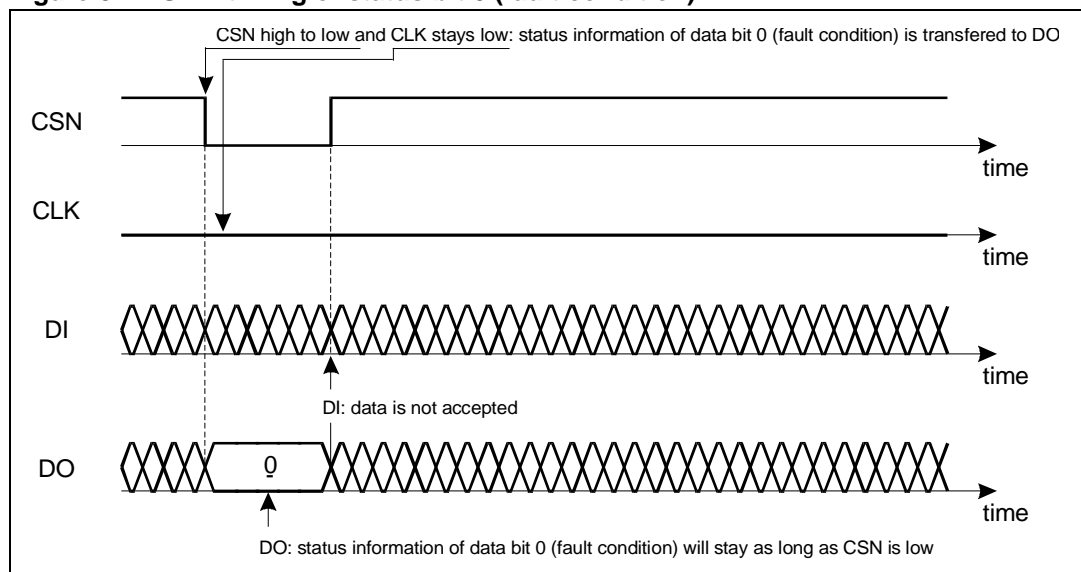 CSN high to low and CLK stays low: status information of data bit 0 (fault condition) is transfered to DO
CSN
time
CLK
time
DI
time
DI: data is not accepted
DO
0
time
DO: status information of data bit 0 (fault condition) will stay as long as CSN is low